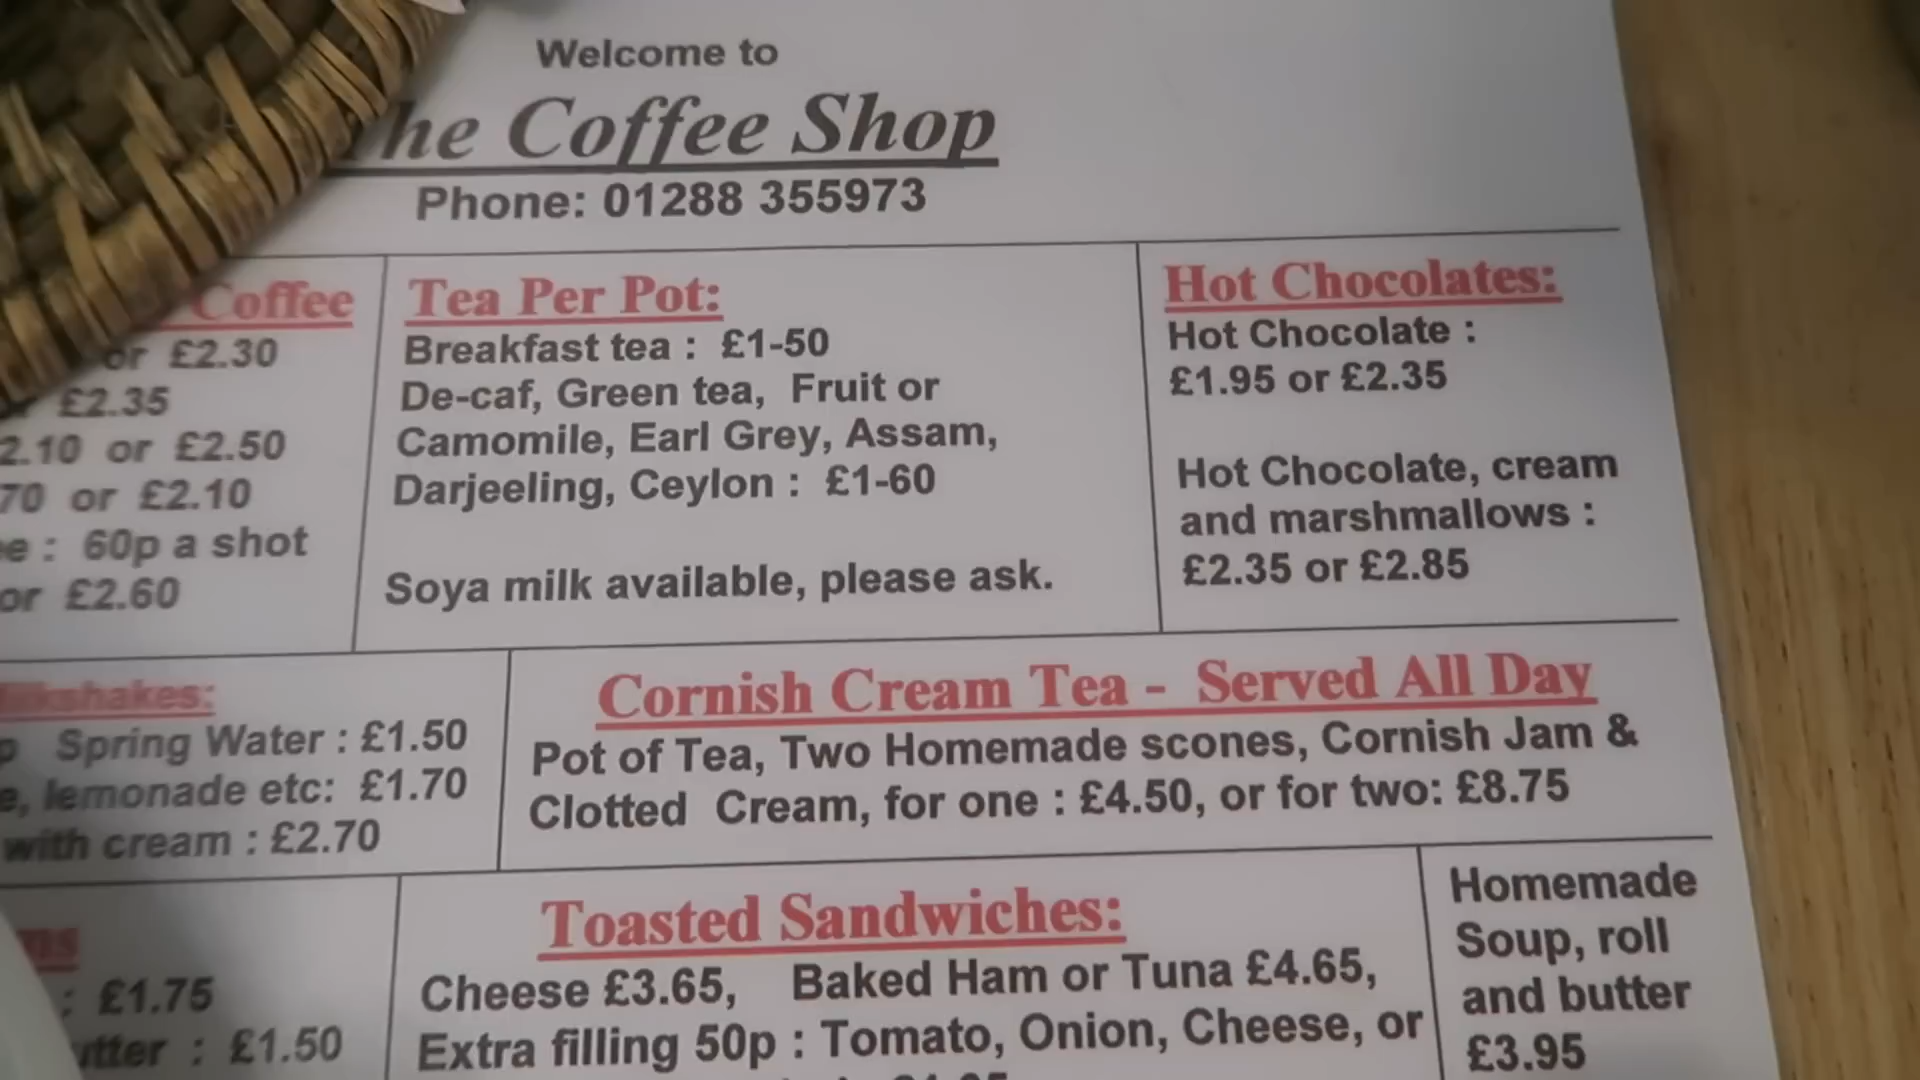 Welcome to
he Coffee Shop
Phone: 01288 355973
Coffee
or £2.30
£2.35
2.10 or £2.50
70 or £2.10
e : 60p a shot
or £2.60
Tea Per Pot:
Breakfast tea : £1-50
De-caf, Green tea, Fruit or
Camomile, Earl Grey, Assam,
Darjeeling, Ceylon : £1-60
Soya milk available, please ask.
Hot Chocolates:
Hot Chocolate :
£1.95 or £2.35
Hot Chocolate, cream
and marshmallows :
£2.35 or £2.85
lkshakes:
p Spring Water : £1.50
e, lemonade etc: £1.70
with cream : £2.70
Cornish Cream Tea - Served All Day
Pot of Tea, Two Homemade scones, Cornish Jam &
Clotted Cream, for one : £4.50, or for two: £8.75
ns
: £1.75
utter : £1.50
Toasted Sandwiches:
Cheese £3.65, Baked Ham or Tuna £4.65,
Extra filling 50p : Tomato, Onion, Cheese, or
Homemade
Soup, roll
and butter
£3.95